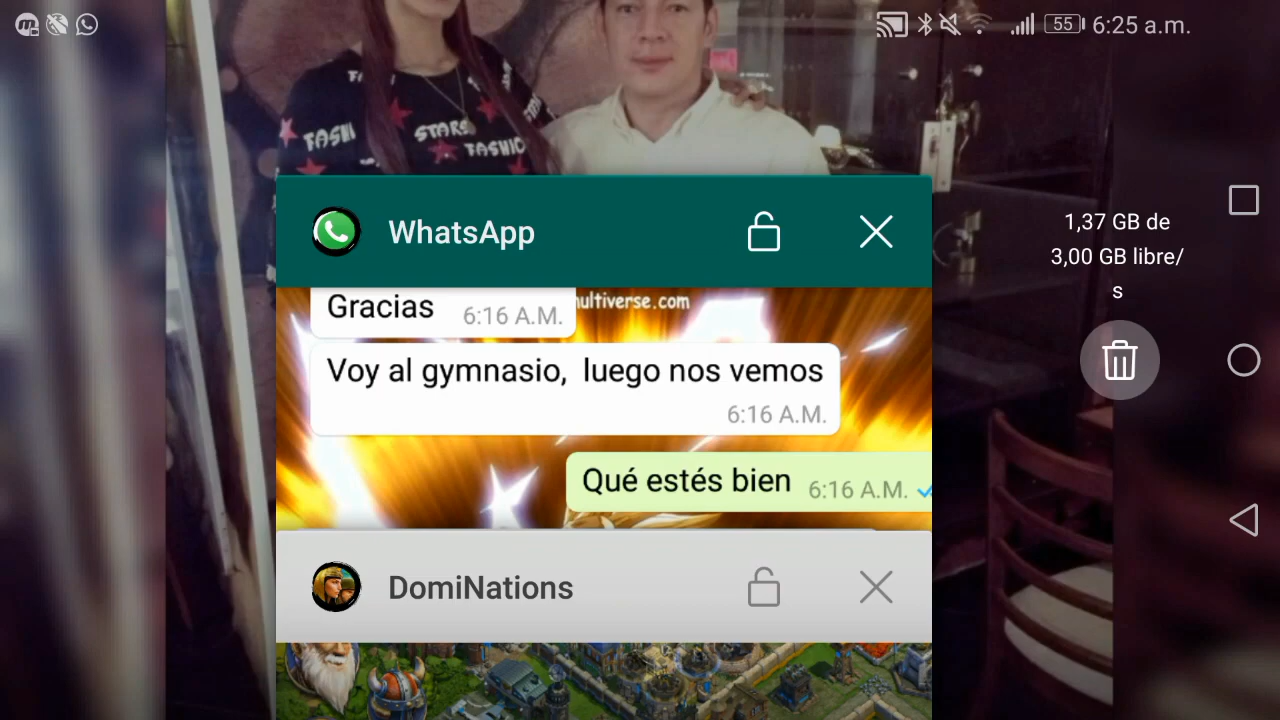 55 6:25 a.m.
FASHI
STARS
FASHIO
WhatsApp
1,37 GB de
3,00 GB libre/
s
ultiverse.com
Gracias 6:16 A.M.
Voy al gymnasio, luego nos vemos
6:16 A.M.
Qué estés bien 6:16 A.M.
DomiNations